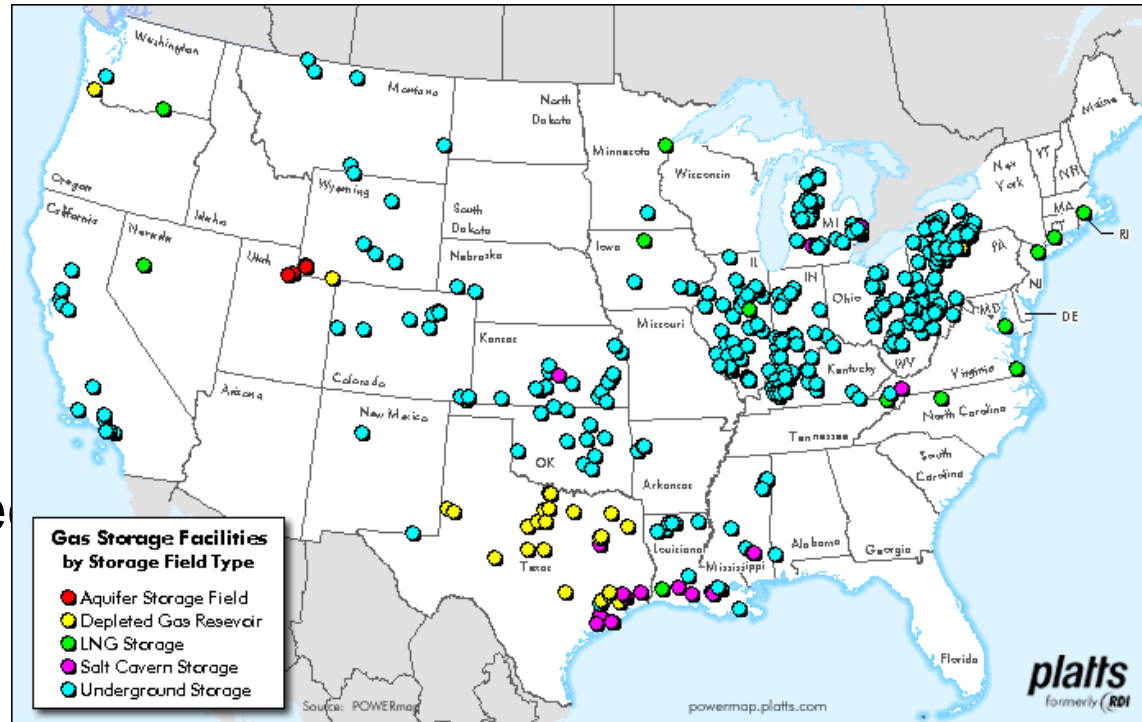 Washington
Montana
North
Dakota
Minnesota
Maine
VT
NH
New
York
Wisconsin
Oregon
Idaho
Wyoming
South
Dakota
MI
MA
CT
RI
California
Nevada
Utah
Nebraska
Iowa
IL
IN
Ohio
PA
NJ
MD
DE
Colorado
Kansas
Missouri
Kentucky
WV
Virginia
Arizona
New Mexico
OK
Arkansas
Tennessee
North Carolina
South
Carolina
Texas
Louisiana
Mississippi
Alabama
Georgia
Florida
Gas Storage Facilities
by Storage Field Type
Aquifer Storage Field
Depleted Gas Resevoir
LNG Storage
Salt Cavern Storage
Underground Storage
Source: POWERmap
powermap.platts.com
platts
formerly RDI